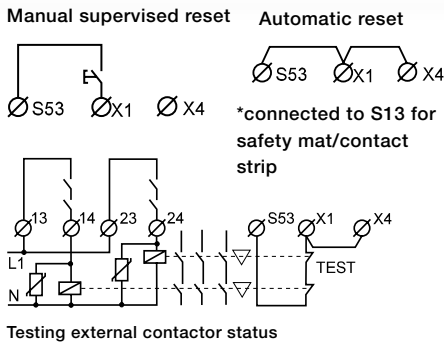 Manual supervised reset
Automatic reset
S53 X1 X4
S53 X1 X4
*connected to S13 for
safety mat/contact
strip
13 14 23 24
S53 X1 X4
L1
TEST
N
Testing external contactor status